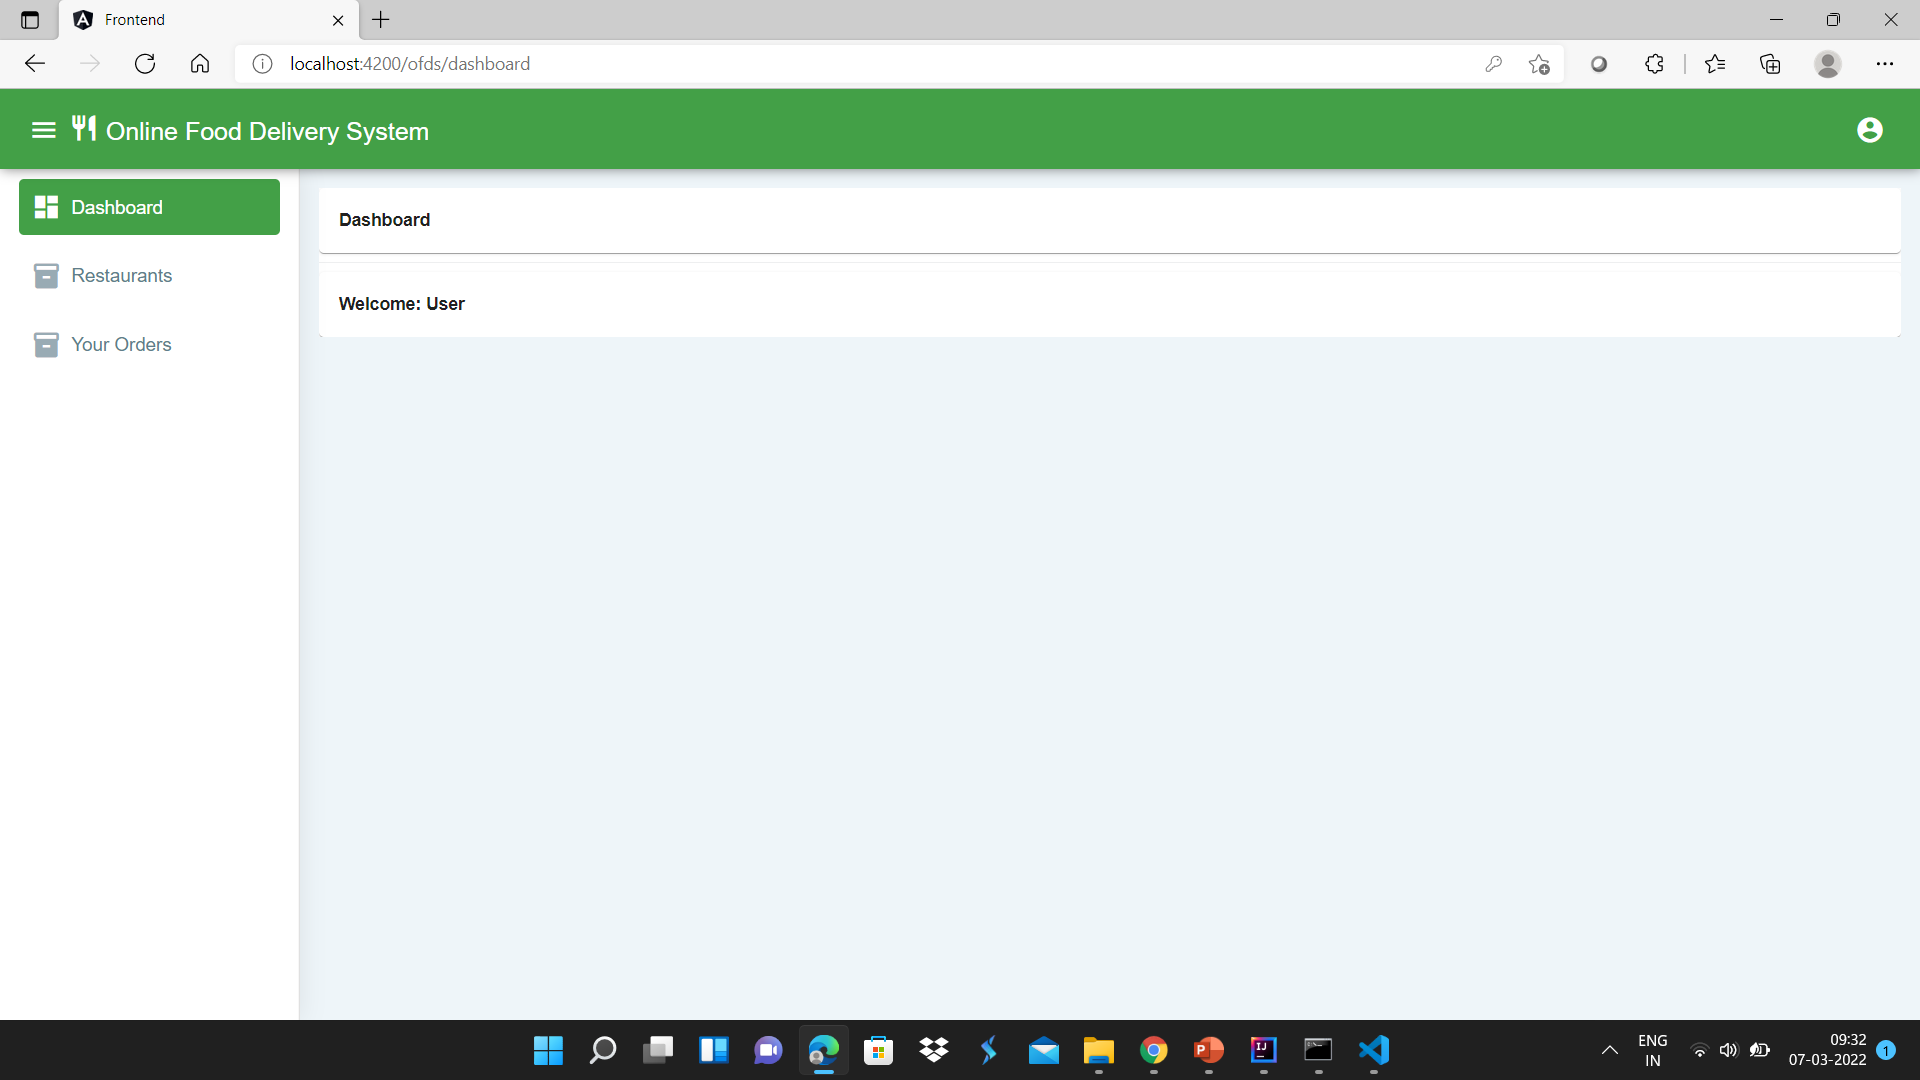 Frontend
localhost:4200/ofds/dashboard
Online Food Delivery System
Dashboard
Restaurants
Your Orders
Dashboard
Welcome: User
ENG
IN
09:32
07-03-2022
1